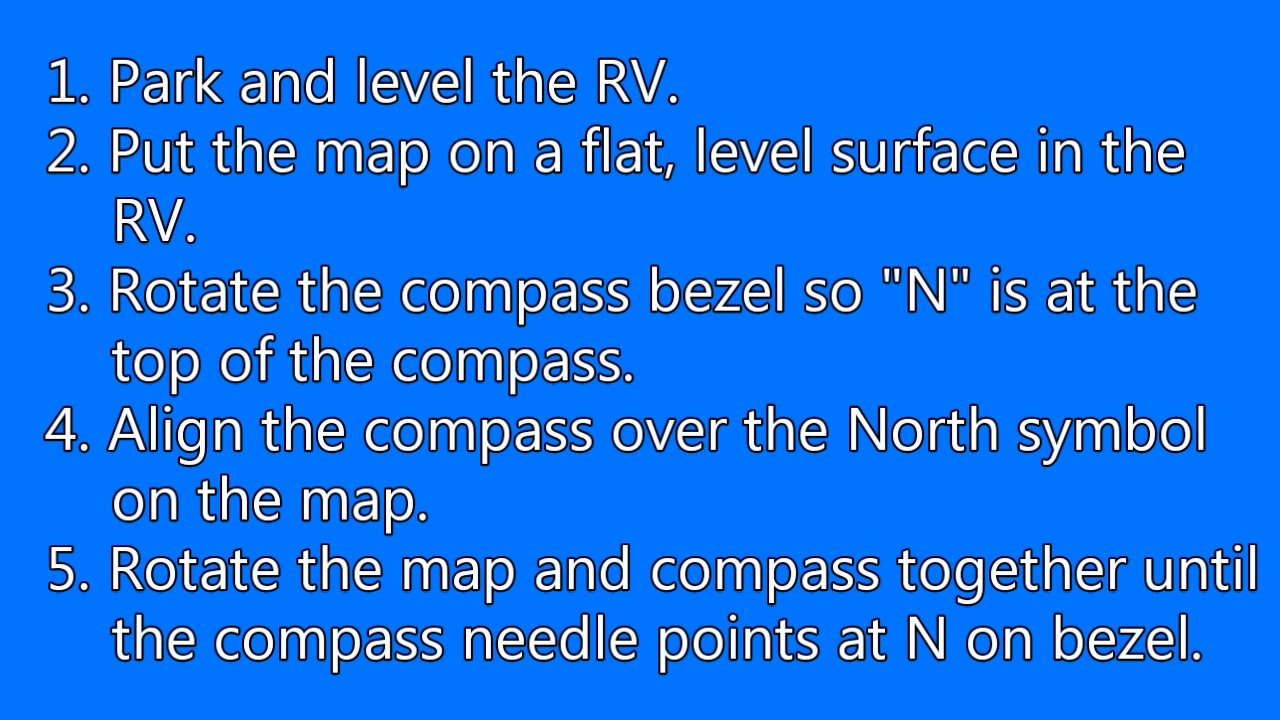 1. Park and level the RV.
2. Put the map on a flat, level surface in the
RV.
3. Rotate the compass bezel so "N" is at the
top of the compass.
4. Align the compass over the North symbol
on the map.
5. Rotate the map and compass together until
the compass needle points at N on bezel.